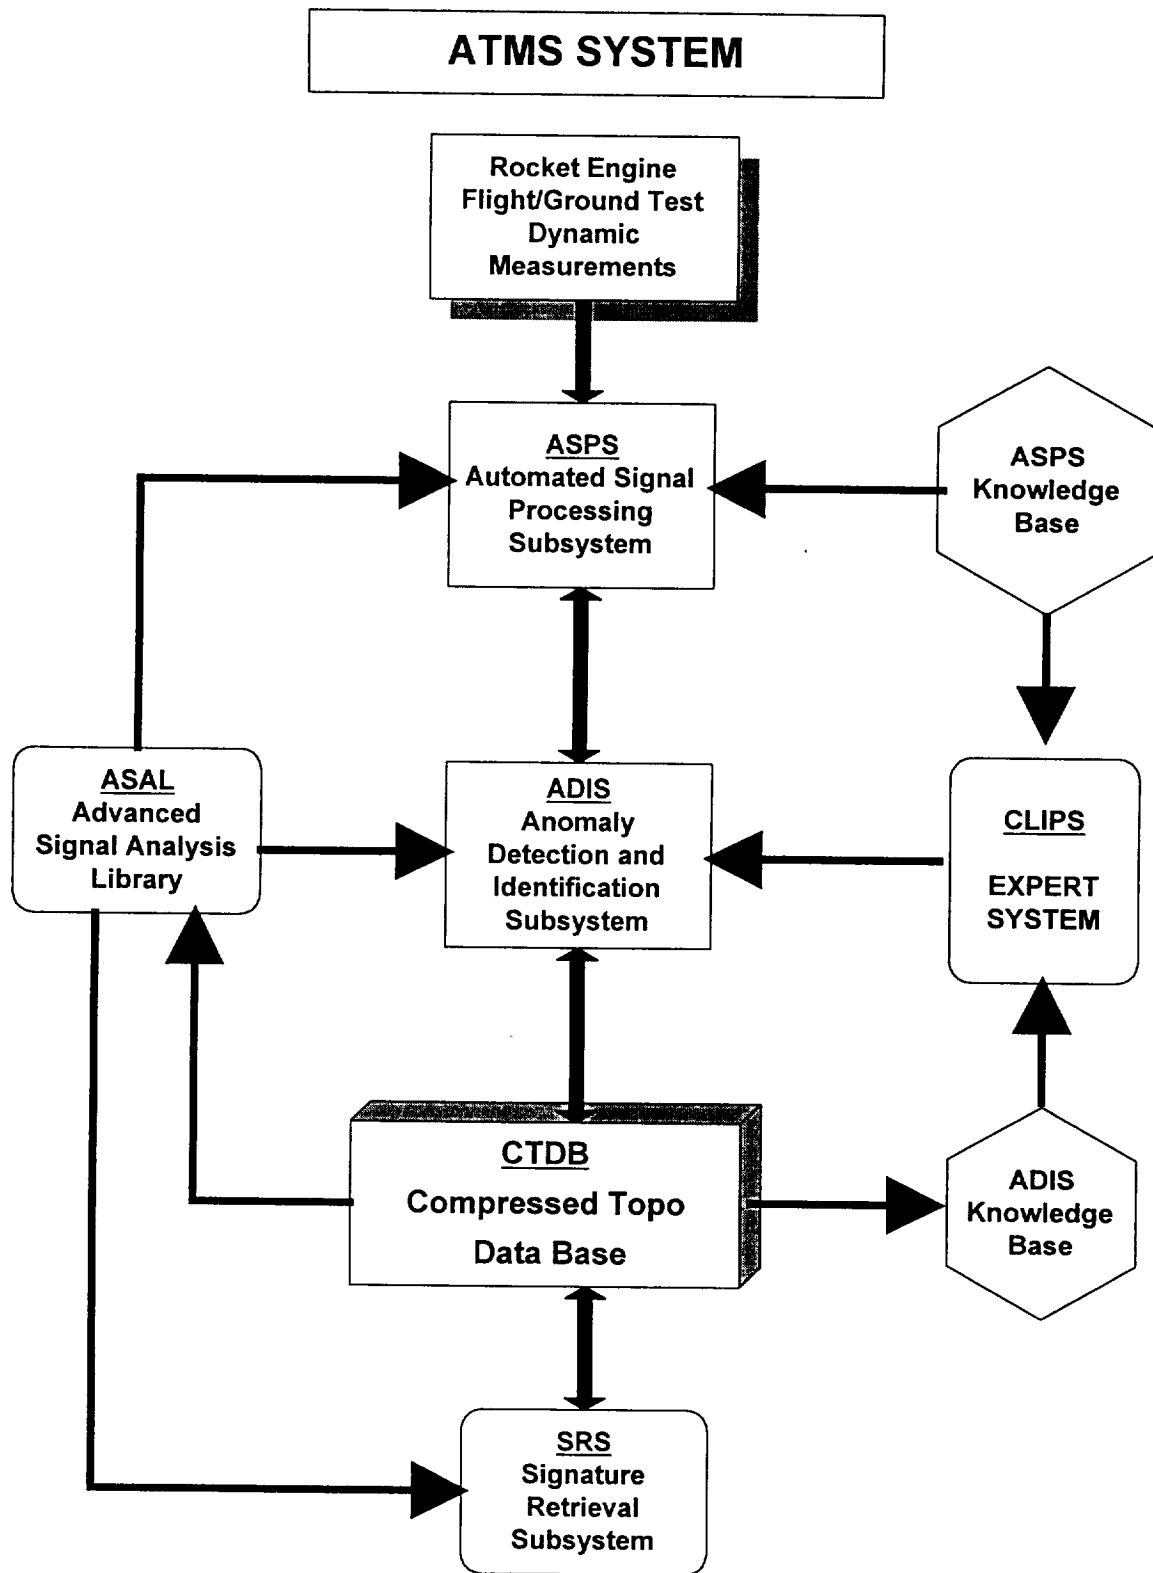 ATMS SYSTEM
Rocket Engine
Flight/Ground Test
Dynamic
Measurements
ASPS
Automated Signal
Processing
Subsystem
ASPS
Knowledge
Base
ASAL
Advanced
Signal Analysis
Library
ADIS
Anomaly
Detection and
Identification
Subsystem
CLIPS
EXPERT
SYSTEM
CTDB
Compressed Topo
Data Base
ADIS
Knowledge
Base
SRS
Signature
Retrieval
Subsystem